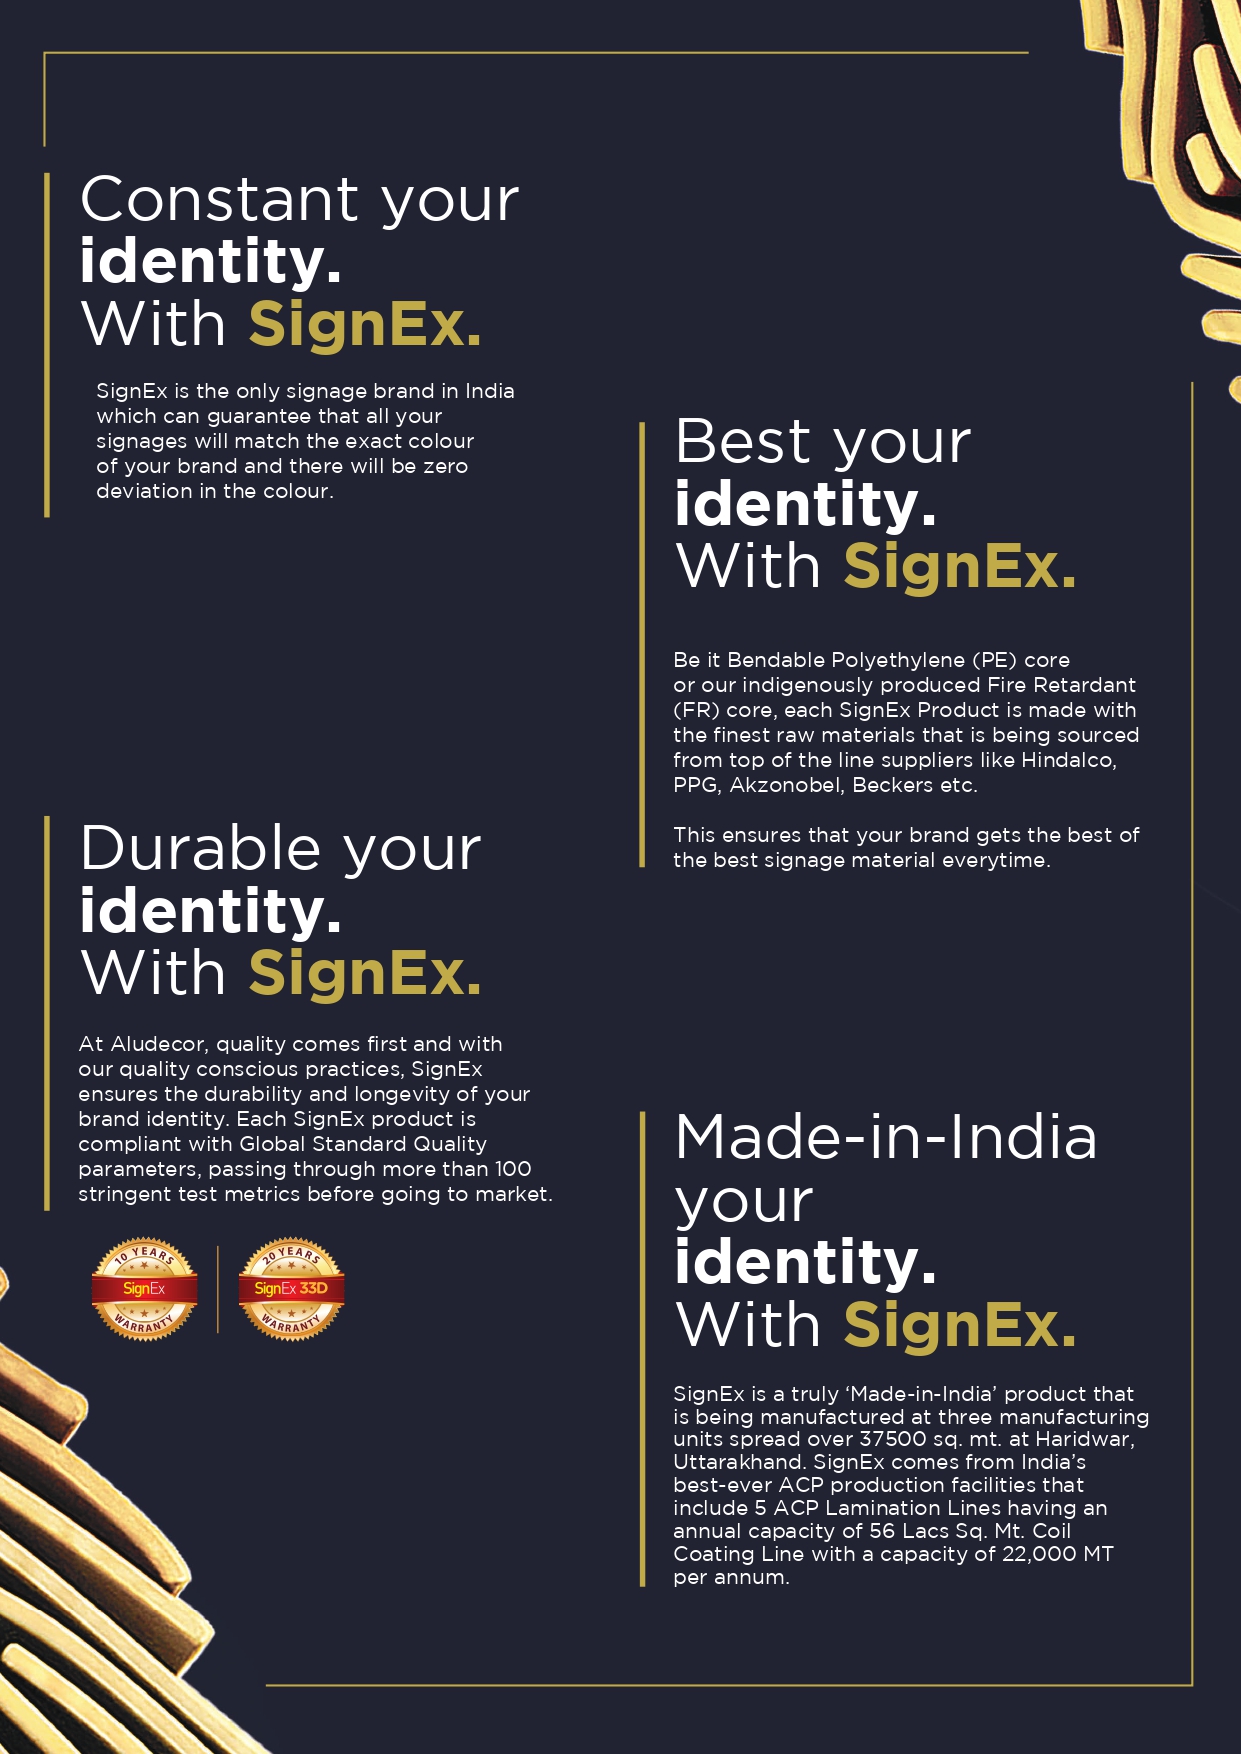 Constant your
identity.
With SignEx.
SignEx is the only signage brand in India
which can guarantee that all your
signages will match the exact colour
of your brand and there will be zero
deviation in the colour.
Best your
identity.
With SignEx.
Be it Bendable Polyethylene (PE) core
or our indigenously produced Fire Retardant
(FR) core, each SignEx Product is made with
the finest raw materials that is being sourced
from top of the line suppliers like Hindalco,
PPG, Akzonobel, Beckers etc.
This ensures that your brand gets the best of
the best signage material everytime.
Durable your
identity.
With SignEx.
At Aludecor, quality comes first and with
our quality conscious practices, SignEx
ensures the durability and longevity of your
brand identity. Each SignEx product is
compliant with Global Standard Quality
parameters, passing through more than 100
stringent test metrics before going to market.
10 YEARS
SignEx
WARRANTY
20 YEARS
SignEx 33D
WARRANTY
Made-in-India
your
identity.
With SignEx.
SignEx is a truly ‘Made-in-India’ product that
is being manufactured at three manufacturing
units spread over 37500 sq. mt. at Haridwar,
Uttarakhand. SignEx comes from India’s
best-ever ACP production facilities that
include 5 ACP Lamination Lines having an
annual capacity of 56 Lacs Sq. Mt. Coil
Coating Line with a capacity of 22,000 MT
per annum.